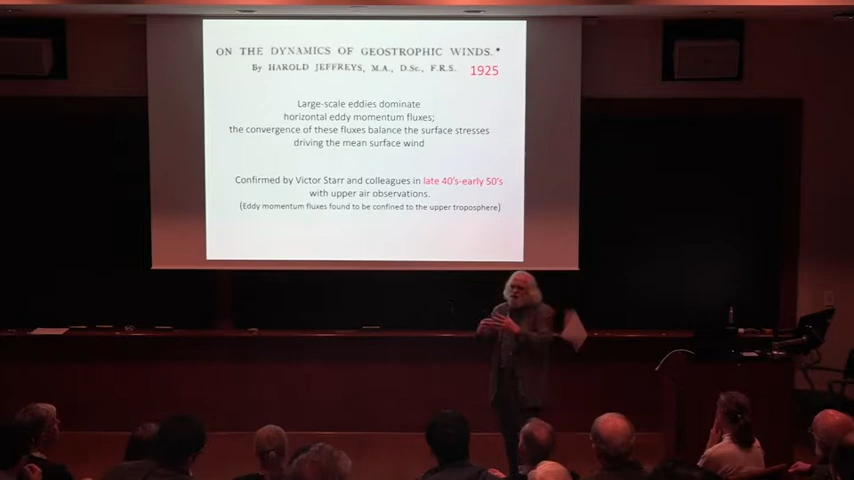 ON THE DYNAMICS OF GEOSTROPHIC WINDS.*
By HAROLD JEFFREYS, M.A., D.Sc., F.R.S. 1925
Large-scale eddies dominate
horizontal eddy momentum fluxes;
the convergence of these fluxes balance the surface stresses
driving the mean surface wind
Confirmed by Victor Starr and colleagues in late 40's-early 50's
with upper air observations.
(Eddy momentum fluxes found to be confined to the upper troposphere)